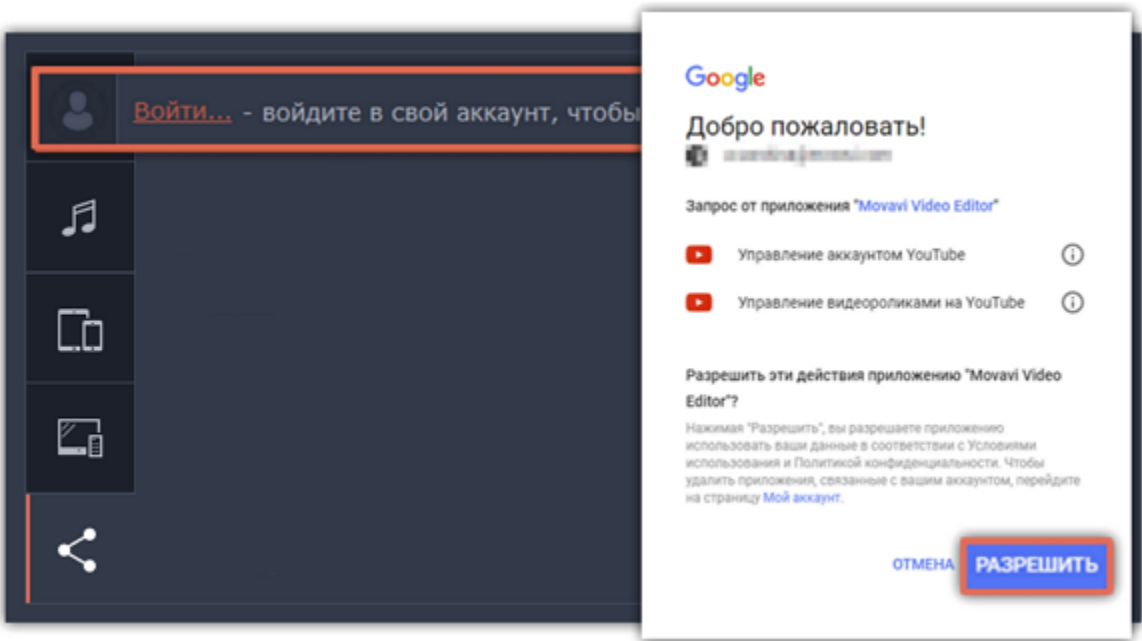 Войти... - войдите в свой аккаунт, чтобы
Google
Добро пожаловать!
Запрос от приложения "Movavi Video Editor"
Управление аккаунтом YouTube
Управление видеороликами на YouTube
Разрешить эти действия приложению "Movavi Video
Editor"?
Нажимая "Разрешить", вы разрешаете приложению
использовать ваши данные в соответствии с Условиями
использования и Политикой конфиденциальности. Чтобы
удалить приложения, связанные с вашим аккаунтом, перейдите
на страницу Мой аккаунт.
ОТМЕНА РАЗРЕШИТЬ